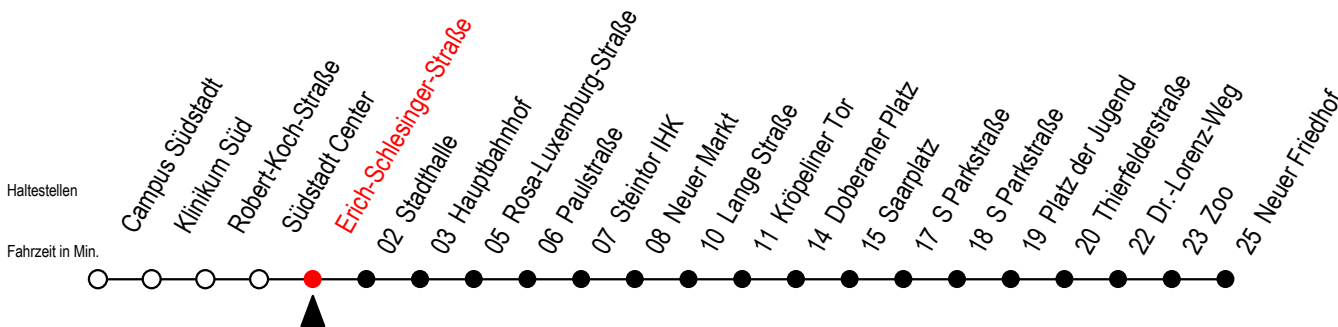 Haltestellen
Fahrzeit in Min.
Campus Südstadt
Klinikum Süd
Robert-Koch-Straße
Südstadt Center
Erich-Schlesinger-Straße
02 Stadthalle
03 Hauptbahnhof
05 Rosa-Luxemburg-Straße
06 Paulstraße
07 Steintor IHK
08 Neuer Markt
10 Lange Straße
11 Kröpeliner Tor
14 Doberaner Platz
15 Saarplatz
17 S Parkstraße
18 S Parkstraße
19 Platz der Jugend
20 Thierfelderstraße
22 Dr.-Lorenz-Weg
23 Zoo
25 Neuer Friedhof